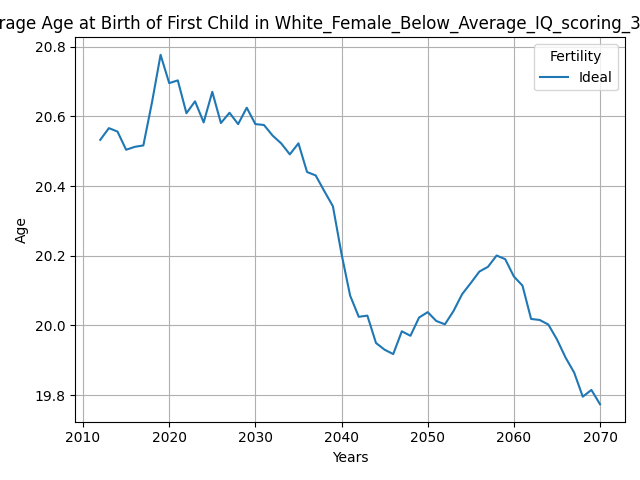 rage Age at Birth of First Child in White_Female_Below_Average_IQ_scoring_3
20.8
20.6
20.4
20.2
20.0
19.8
Age
Fertility
Ideal
2010 2020 2030 2040 2050 2060 2070
Years